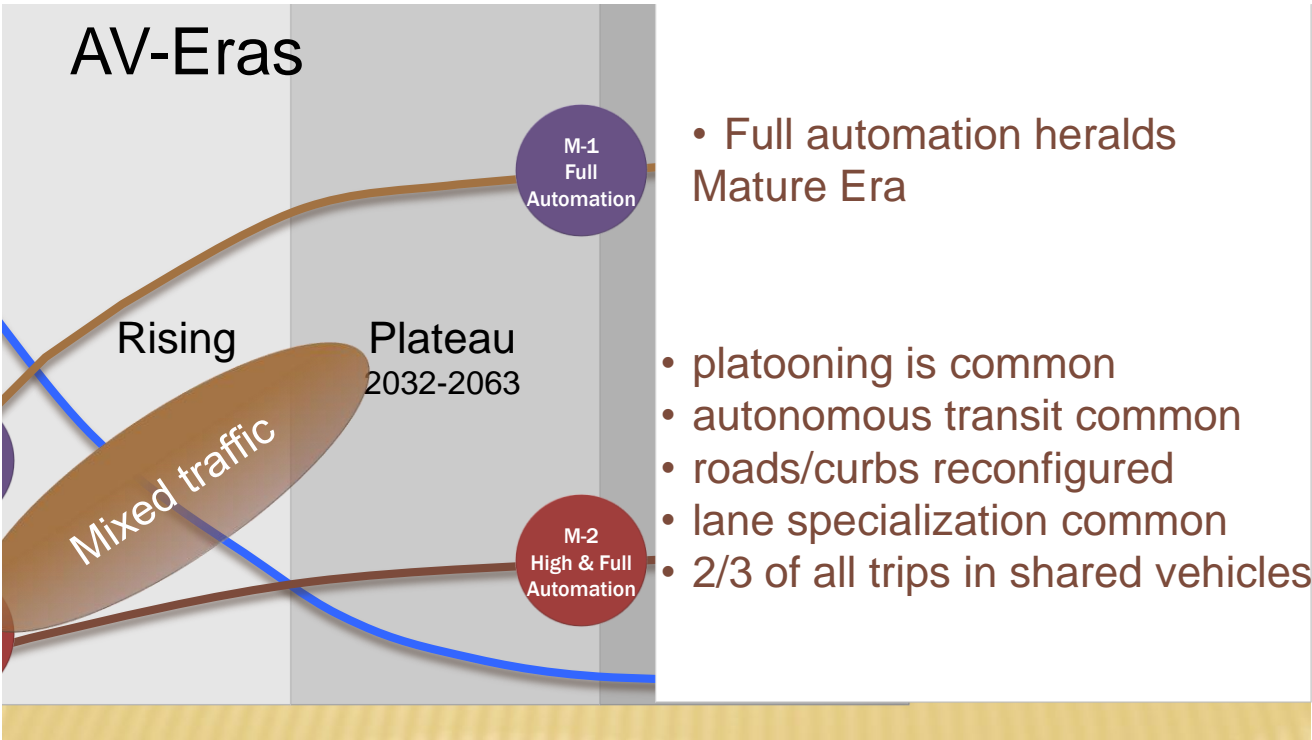 AV-Eras
M-1
Full
Automation
• Full automation heralds
Mature Era
Rising
Plateau
2032-2063
Mixed traffic
• platooning is common
• autonomous transit common
• roads/curbs reconfigured
• lane specialization common
• 2/3 of all trips in shared vehicles
M-2
High & Full
Automation